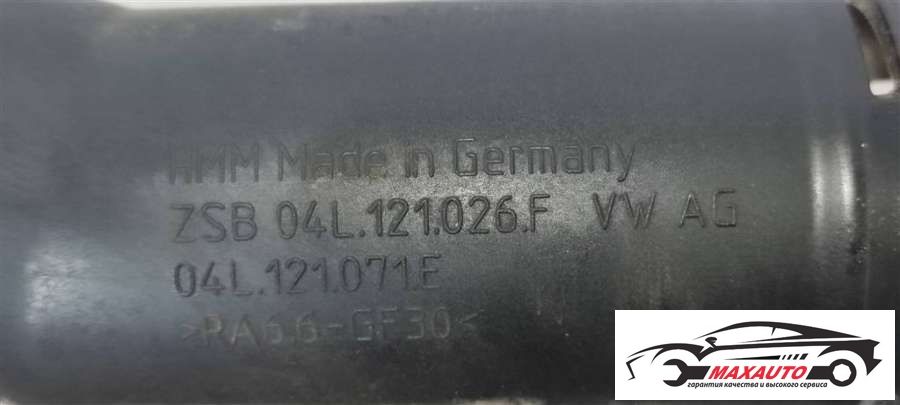 HMM Made in Germany
ZSB 04L.121.026.F VW AG
04L.121.071.E
>PA66-GF30<
MAXAUTO
гарантия качества и высокого сервиса